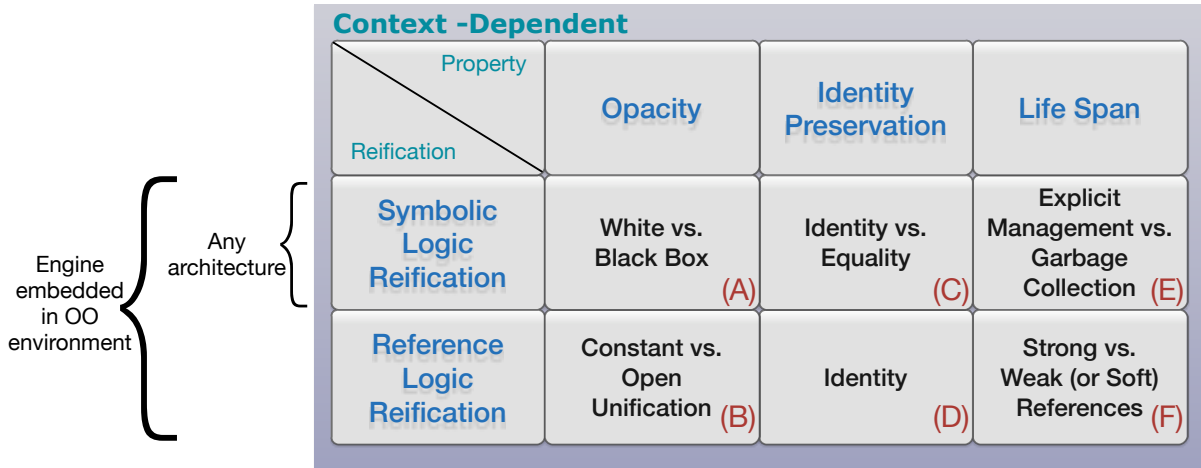 Context -Dependent
Property
Reification
Opacity
Identity
Preservation
Life Span
Engine
embedded
in OO
environment
Any
architecture
Symbolic
Logic
Reification
White vs.
Black Box
(A)
Identity vs.
Equality
(C)
Explicit
Management vs.
Garbage
Collection
(E)
Reference
Logic
Reification
Constant vs.
Open
Unification
(B)
Identity
(D)
Strong vs.
Weak (or Soft)
References
(F)